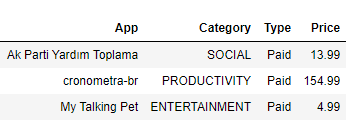 App Category Type Price
Ak Parti Yardım Toplama SOCIAL Paid 13.99
cronometra-br PRODUCTIVITY Paid 154.99
My Talking Pet ENTERTAINMENT Paid 4.99